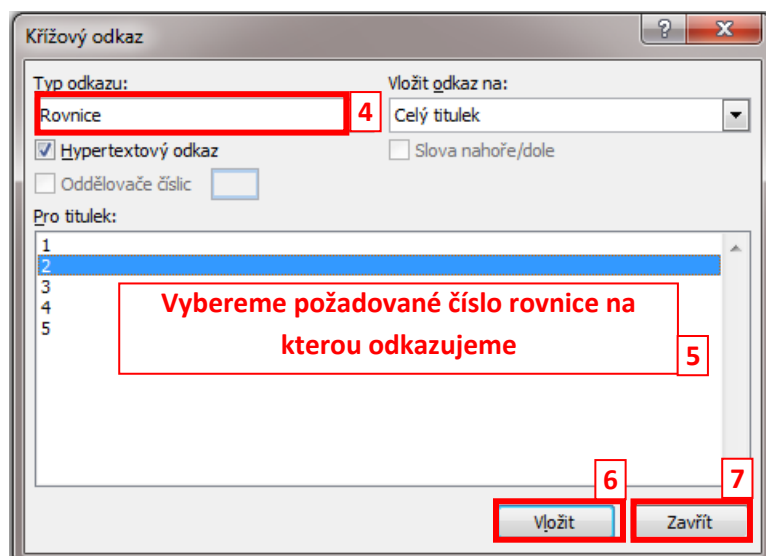 Křížový odkaz
?
Typ odkazu:
Vložit odkaz na:
Rovnice
4
Celý titulek
Hypertextový odkaz
Slova nahoře/dole
Oddělovače číslic
Pro titulek:
1
2
3
4
5
Vybereme požadované číslo rovnice na
kterou odkazujeme
5
6
7
Vložit
Zavřít